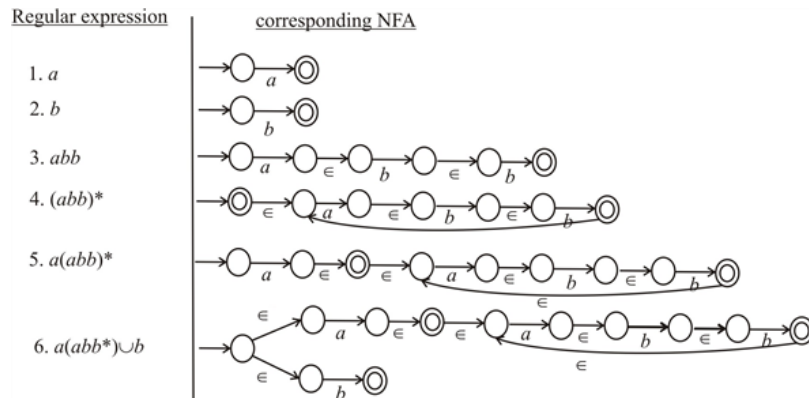 Regular expression corresponding NFA
1. a
a
2. b
b
3. abb
a ∈ b ∈ b
4. (abb)*
∈ a ∈ b ∈ b
5. a(abb)*
a ∈ ∈ a ∈ b ∈ b
∈
∈ a ∈ ∈ a ∈ b ∈ b
6. a(abb*)∪b
∈
∈ b